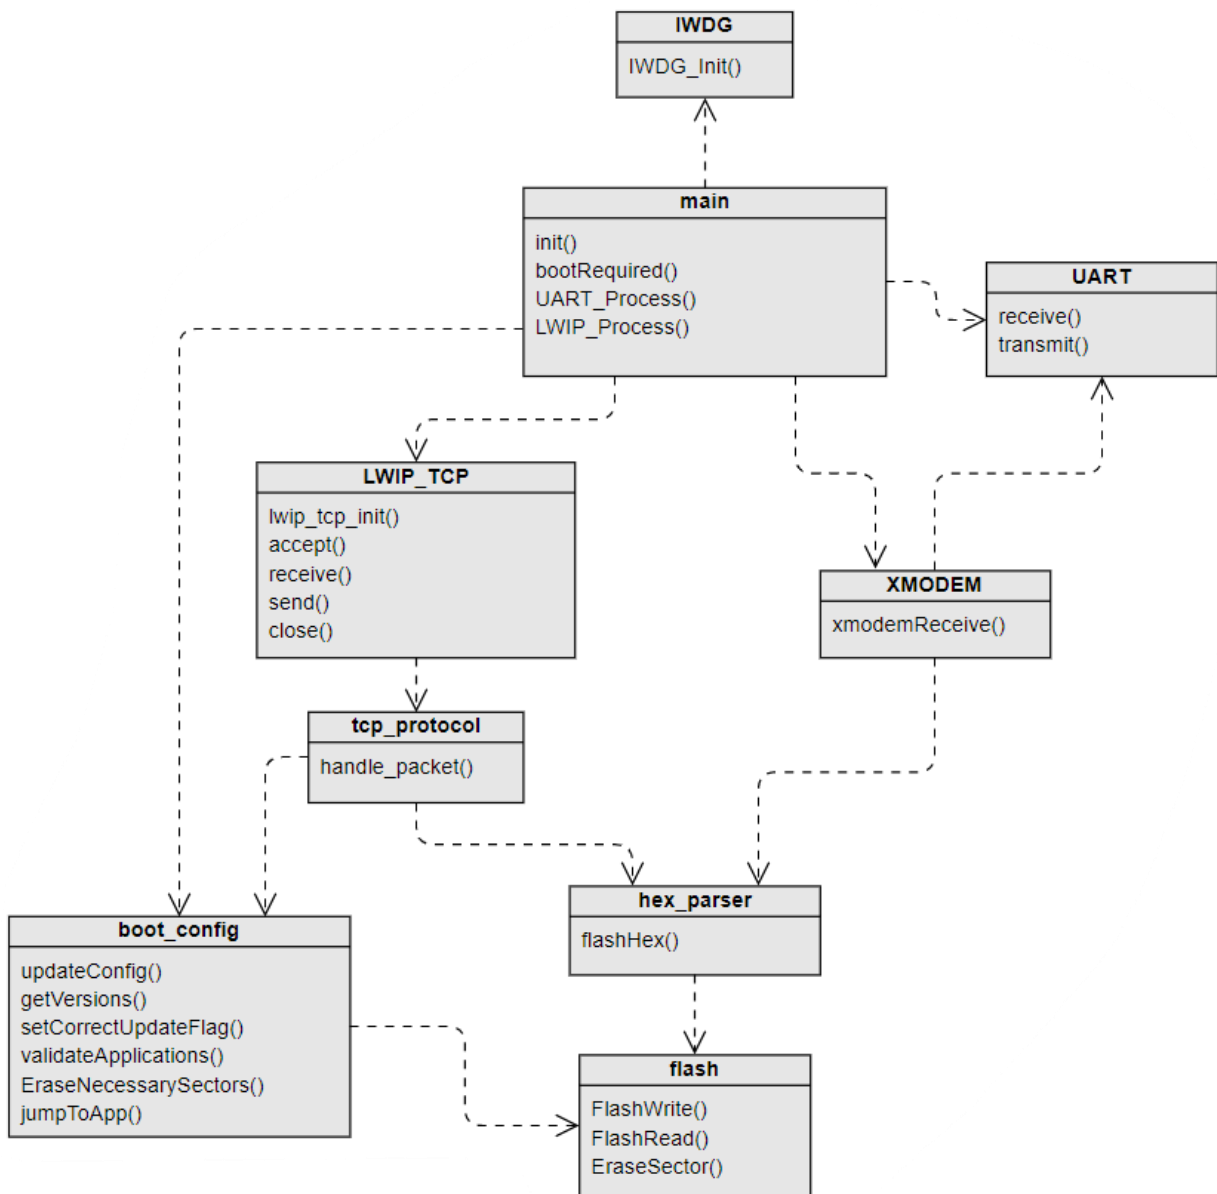 IWDG
IWDG_Init()
main
init()
bootRequired()
UART_Process()
LWIP_Process()
UART
receive()
transmit()
LWIP_TCP
lwip_tcp_init()
accept()
receive()
send()
close()
XMODEM
xmodemReceive()
tcp_protocol
handle_packet()
hex_parser
flashHex()
boot_config
updateConfig()
getVersions()
setCorrectUpdateFlag()
validateApplications()
EraseNecessarySectors()
jumpToApp()
flash
FlashWrite()
FlashRead()
EraseSector()